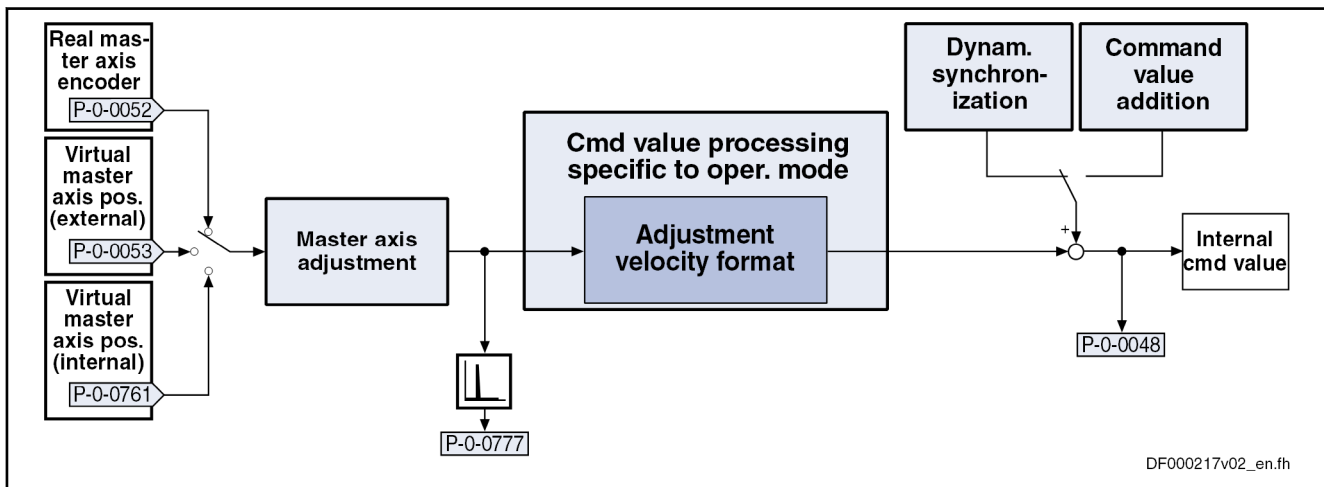 Real mas-
ter axis
encoder
P-0-0052
Virtual
master
axis pos.
(external)
P-0-0053
Virtual
master
axis pos.
(internal)
P-0-0761
Master axis
adjustment
P-0-0777
Cmd value processing
specific to oper. mode
Adjustment
velocity format
Dynam.
synchron-
ization
Command
value
addition
+
P-0-0048
Internal
cmd value
DF000217v02_en.fh